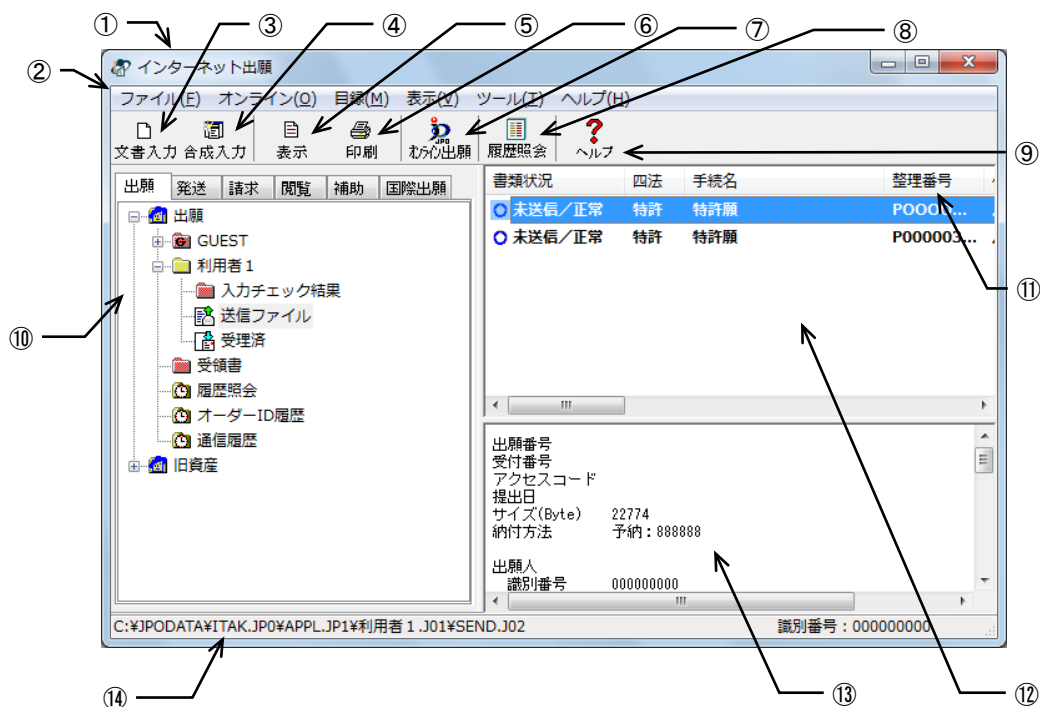 ① ③ ④ ⑤ ⑥ ⑦ ⑧
インターネット出願
②
ファイル(F) オンライン(O) 目録(M) 表示(V) ツール(T) ヘルプ(H)
文書入力 合成入力 表示 印刷 オンライン出願 履歴照会 ヘルプ
⑨
出願 発送 請求 閲覧 補助 国際出願
出願
GUEST
利用者1
入力チェック結果
送信ファイル
受理済
受領書
履歴照会
オーダーID履歴
通信履歴
旧資産
⑩
書類状況 四法 手続名 整理番号
未送信/正常 特許 特許願 P0000...
未送信/正常 特許 特許願 P000003...
⑪
出願番号
受付番号
アクセスコード
提出日
サイズ(Byte) 22774
納付方法 予納:888888
出願人
識別番号 000000000
C:¥JPODATA¥ITAK.JP0¥APPL.JP1¥利用者1.J01¥SEND.J02 識別番号:000000000
⑭ ⑬ ⑫